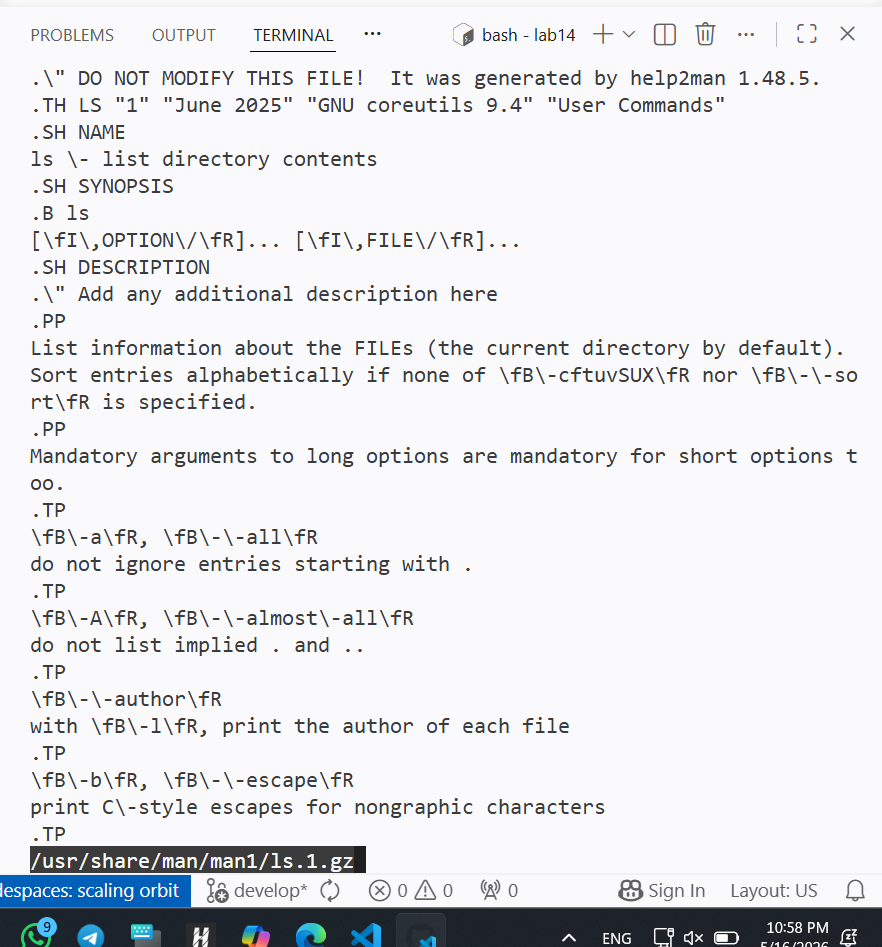 PROBLEMS OUTPUT TERMINAL ... bash - lab14
.\" DO NOT MODIFY THIS FILE!  It was generated by help2man 1.48.5.
.TH LS "1" "June 2025" "GNU coreutils 9.4" "User Commands"
.SH NAME
ls \- list directory contents
.SH SYNOPSIS
.B ls
[\fI\,OPTION\/\fR]... [\fI\,FILE\/\fR]...
.SH DESCRIPTION
.\" Add any additional description here
.PP
List information about the FILEs (the current directory by default).
Sort entries alphabetically if none of \fB\-cftuvSUX\fR nor \fB\-\-so
rt\fR is specified.
.PP
Mandatory arguments to long options are mandatory for short options t
oo.
.TP
\fB\-a\fR, \fB\-\-all\fR
do not ignore entries starting with .
.TP
\fB\-A\fR, \fB\-\-almost\-all\fR
do not list implied . and ..
.TP
\fB\-\-author\fR
with \fB\-l\fR, print the author of each file
.TP
\fB\-b\fR, \fB\-\-escape\fR
print C\-style escapes for nongraphic characters
.TP
/usr/share/man/man1/ls.1.gz
despaces: scaling orbit develop* 0 0 0 Sign In Layout: US
9 ENG 10:58 PM
5/16/2026